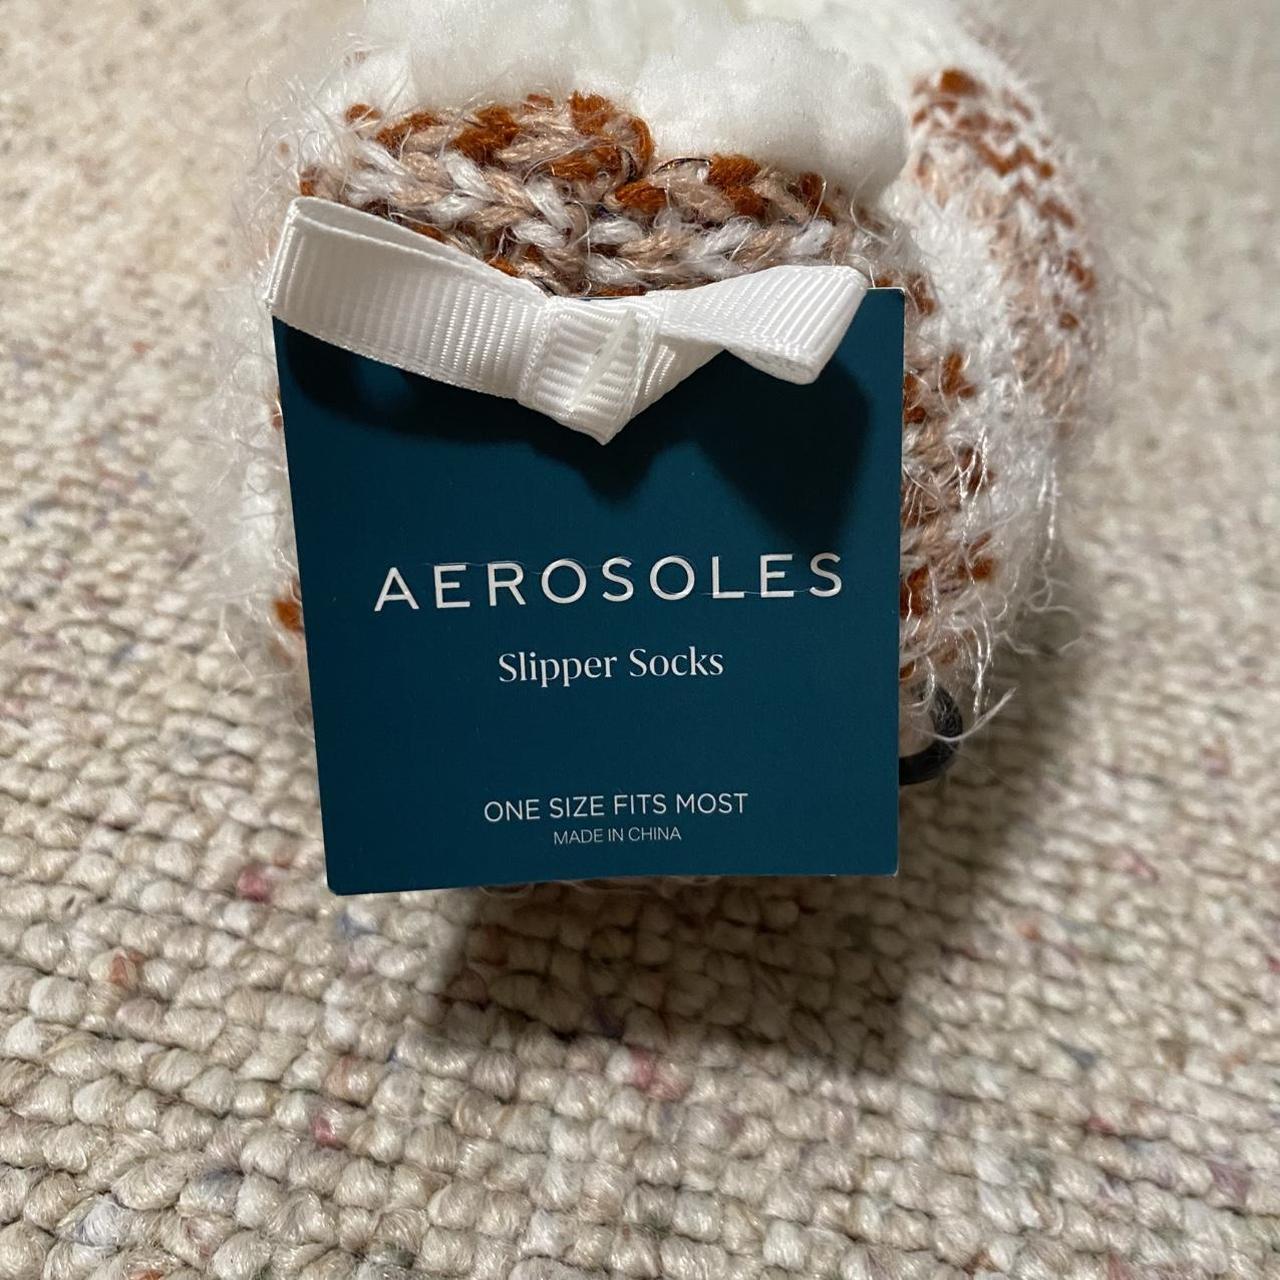 AEROSOLES
Slipper Socks
ONE SIZE FITS MOST
MADE IN CHINA